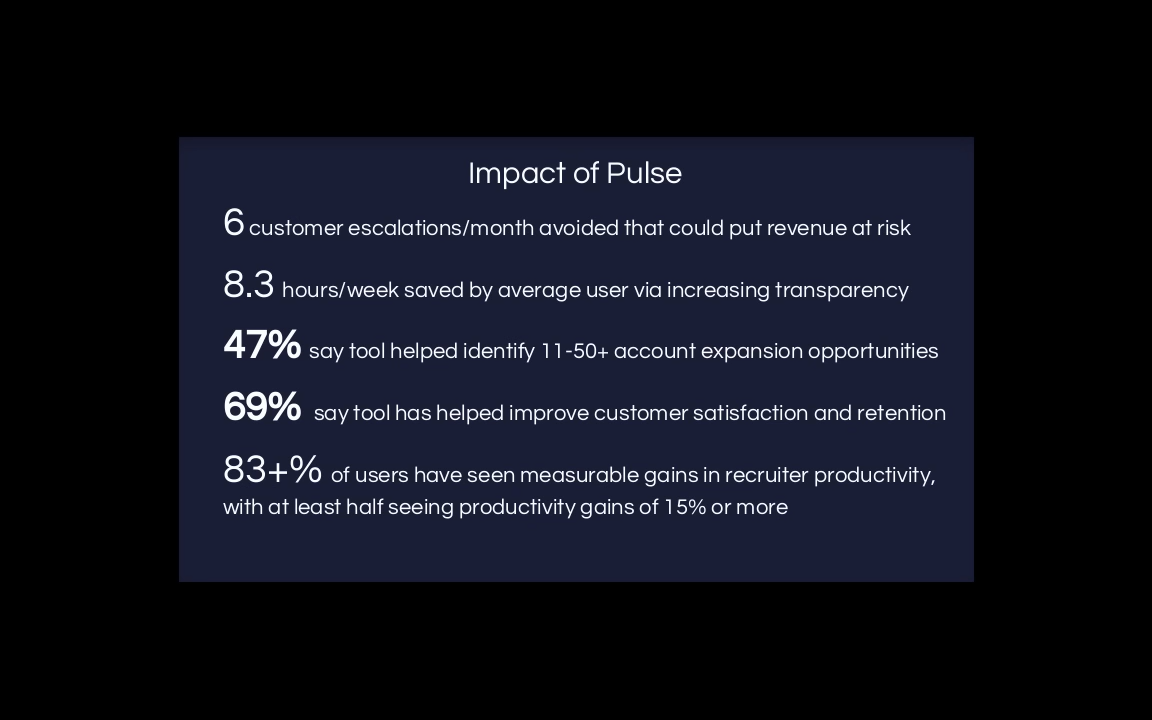 Impact of Pulse
6 customer escalations/month avoided that could put revenue at risk
8.3 hours/week saved by average user via increasing transparency
47% say tool helped identify 11-50+ account expansion opportunities
69% say tool has helped improve customer satisfaction and retention
83+% of users have seen measurable gains in recruiter productivity,
with at least half seeing productivity gains of 15% or more